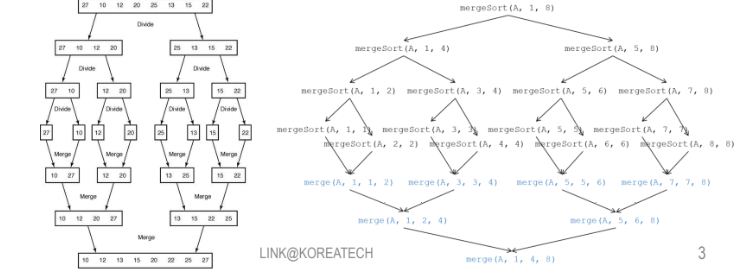 27 10 12 20 25 13 15 22
Divide
27 10 12 20
25 13 15 22
Divide
Divide
27 10
12 20
25 13
15 22
Divide
Divide
Divide
Divide
27
10
12
20
25
13
15
22
Merge
Merge
Merge
Merge
10 27
12 20
13 25
15 22
Merge
Merge
10 12 20 27
13 15 22 25
Merge
10 12 13 15 20 22 25 27
mergeSort(A, 1, 8)
mergeSort(A, 1, 4)
mergeSort(A, 5, 8)
mergeSort(A, 1, 2)
mergeSort(A, 3, 4)
mergeSort(A, 5, 6)
mergeSort(A, 7, 8)
mergeSort(A, 1, 1)
mergeSort(A, 3, 3)
mergeSort(A, 5, 5)
mergeSort(A, 7, 7)
mergeSort(A, 2, 2)
mergeSort(A, 4, 4)
mergeSort(A, 6, 6)
mergeSort(A, 8, 8)
merge(A, 1, 1, 2)
merge(A, 3, 3, 4)
merge(A, 5, 5, 6)
merge(A, 7, 7, 8)
merge(A, 1, 2, 4)
merge(A, 5, 6, 8)
merge(A, 1, 4, 8)
LINK@KOREATECH
3